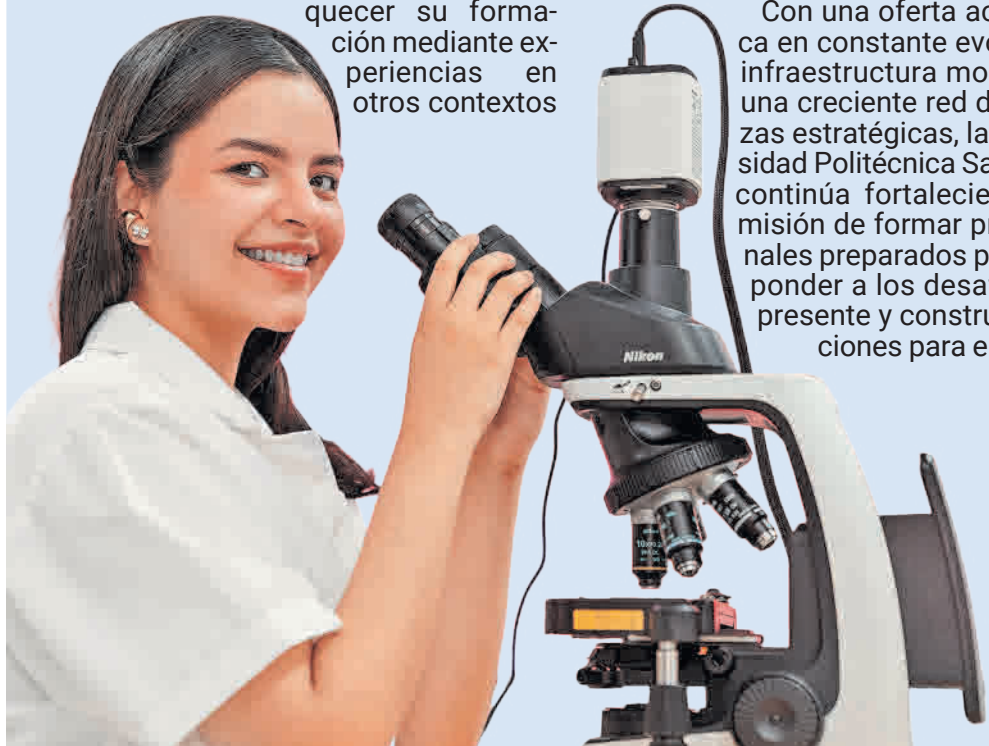 quecer su forma-
ción mediante ex-
periencias en
otros contextos
Con una oferta ac
ca en constante evo
infraestructura mo
una creciente red d
zas estratégicas, la
sidad Politécnica Sa
continúa fortalecie
misión de formar pr
nales preparados p
ponder a los desaf
presente y constru
ciones para e
Nikon